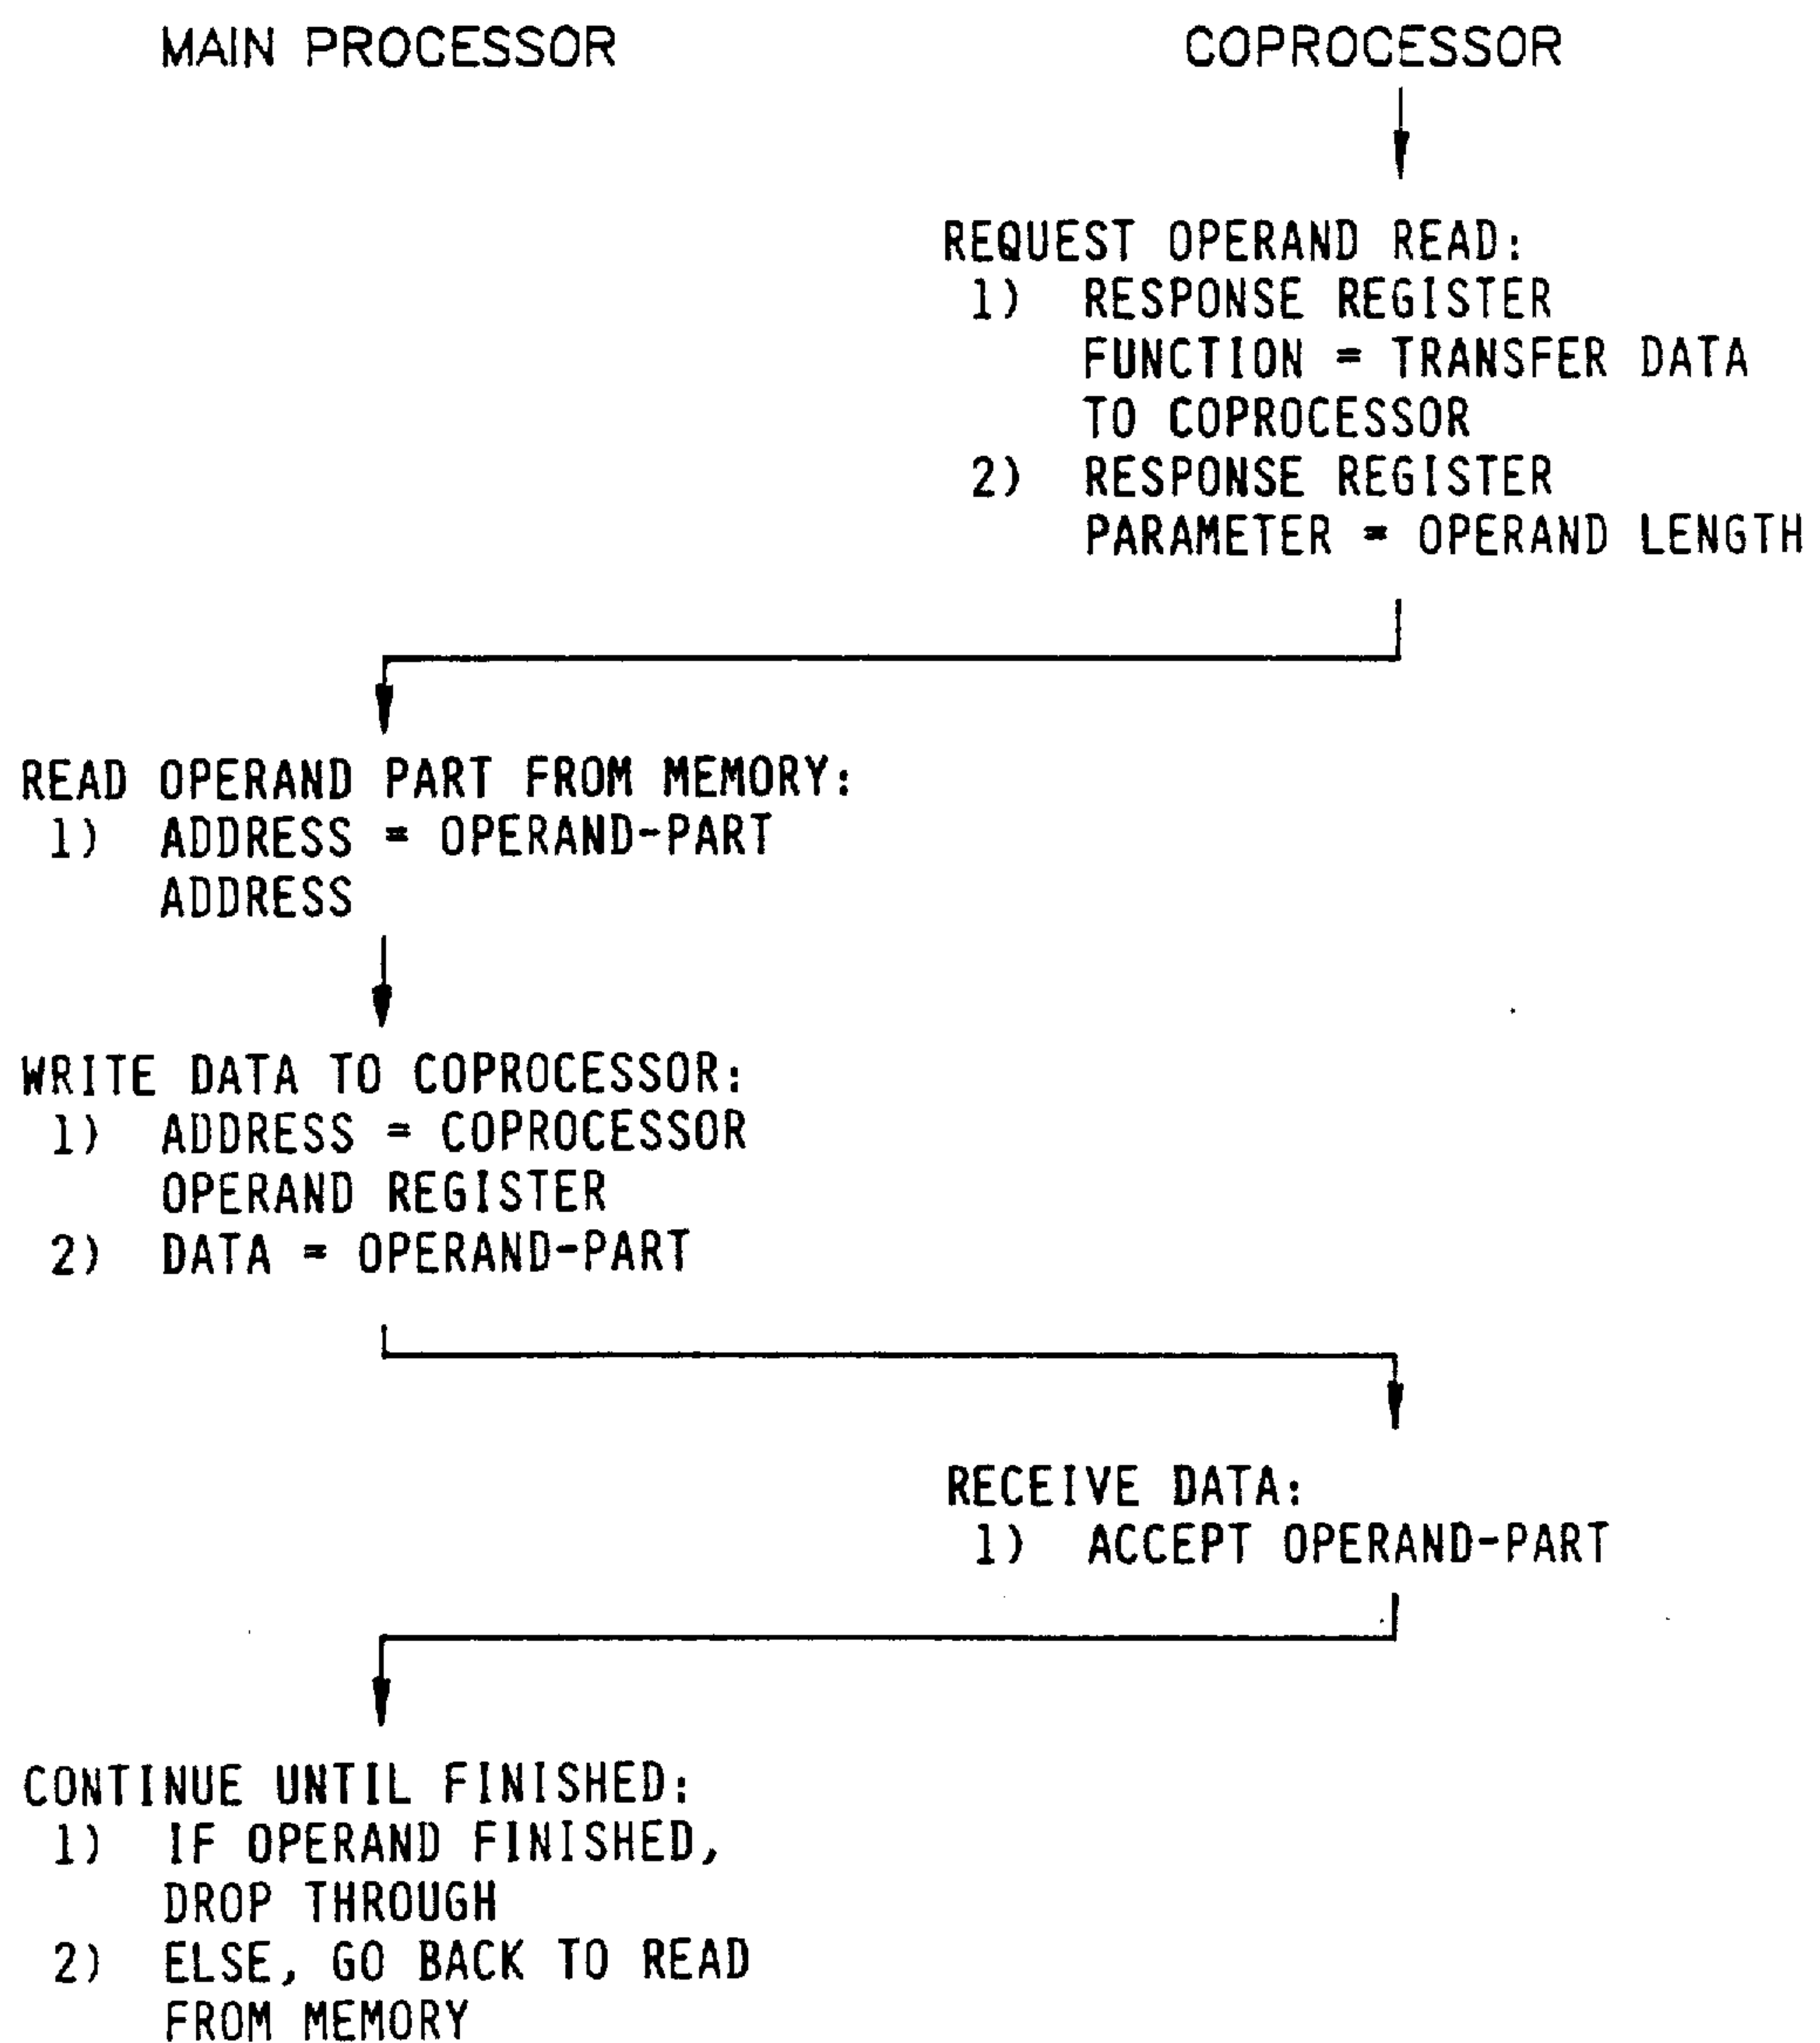 MAIN PROCESSOR
COPROCESSOR
REQUEST OPERAND READ:
1) RESPONSE REGISTER
FUNCTION = TRANSFER DATA
TO COPROCESSOR
2) RESPONSE REGISTER
PARAMETER = OPERAND LENGTH
READ OPERAND PART FROM MEMORY:
1) ADDRESS = OPERAND-PART
ADDRESS
WRITE DATA TO COPROCESSOR:
1) ADDRESS = COPROCESSOR
OPERAND REGISTER
2) DATA = OPERAND-PART
RECEIVE DATA:
1) ACCEPT OPERAND-PART
CONTINUE UNTIL FINISHED:
1) IF OPERAND FINISHED,
DROP THROUGH
2) ELSE, GO BACK TO READ
FROM MEMORY